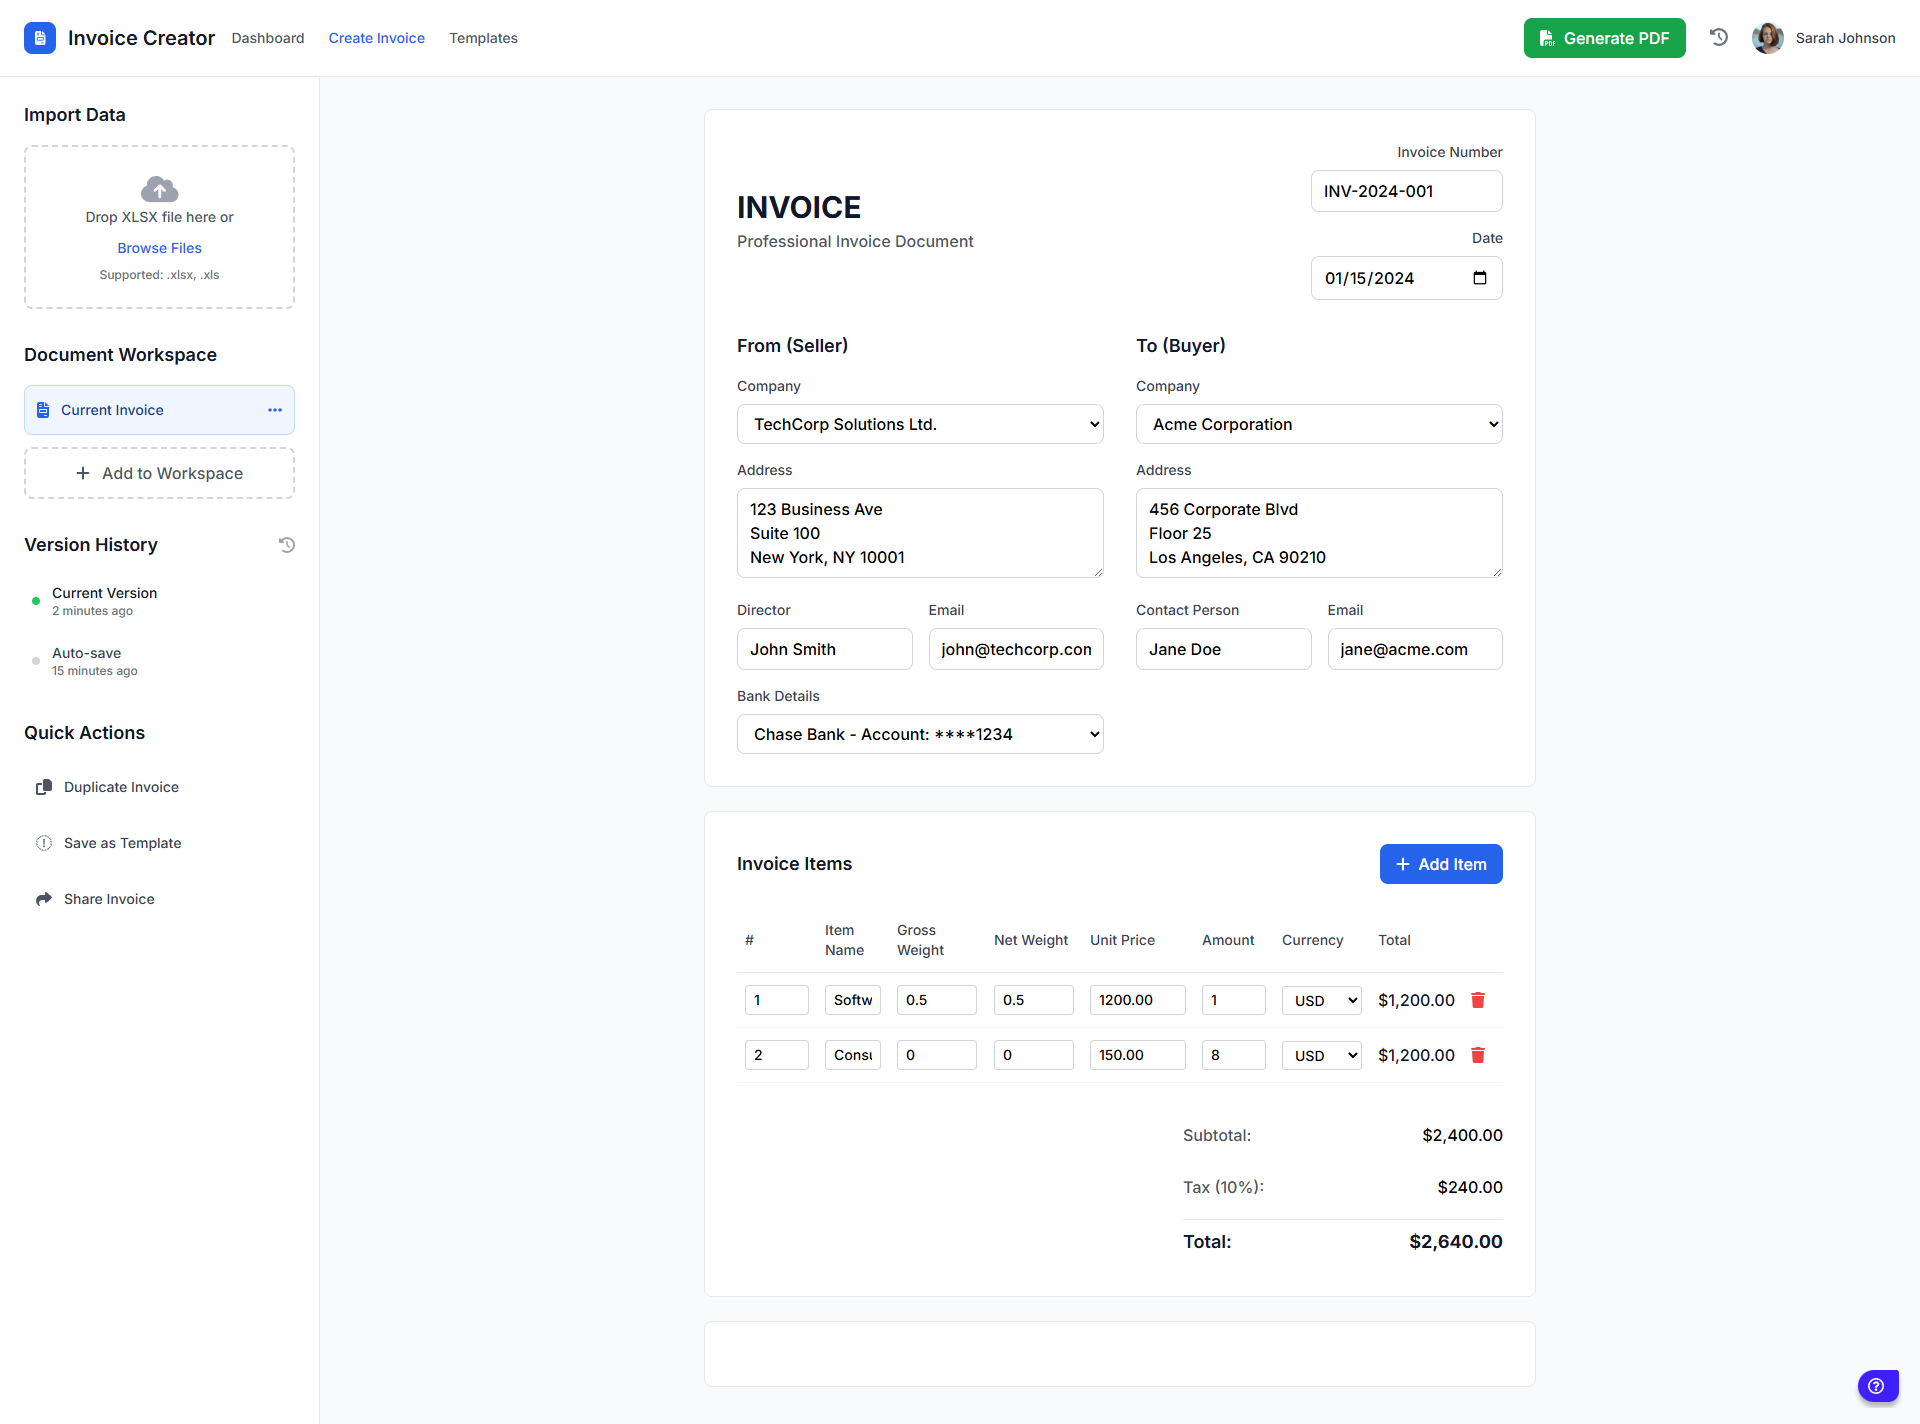 Invoice Creator
Dashboard
Create Invoice
Templates
Generate PDF
Sarah Johnson
Import Data
Drop XLSX file here or
Browse Files
Supported: .xlsx, .xls
Document Workspace
Current Invoice
Add to Workspace
Version History
Current Version
2 minutes ago
Auto-save
15 minutes ago
Quick Actions
Duplicate Invoice
Save as Template
Share Invoice
INVOICE
Professional Invoice Document
Invoice Number
INV-2024-001
Date
01/15/2024
From (Seller)
Company
TechCorp Solutions Ltd.
Address
123 Business Ave
Suite 100
New York, NY 10001
Director
John Smith
Email
john@techcorp.con
Bank Details
Chase Bank - Account: ****1234
To (Buyer)
Company
Acme Corporation
Address
456 Corporate Blvd
Floor 25
Los Angeles, CA 90210
Contact Person
Jane Doe
Email
jane@acme.com
Invoice Items
Add Item
# Item Name Gross Weight Net Weight Unit Price Amount Currency Total
1 Softw 0.5 0.5 1200.00 1 USD $1,200.00
2 Consu 0 0 150.00 8 USD $1,200.00
Subtotal: $2,400.00
Tax (10%): $240.00
Total: $2,640.00